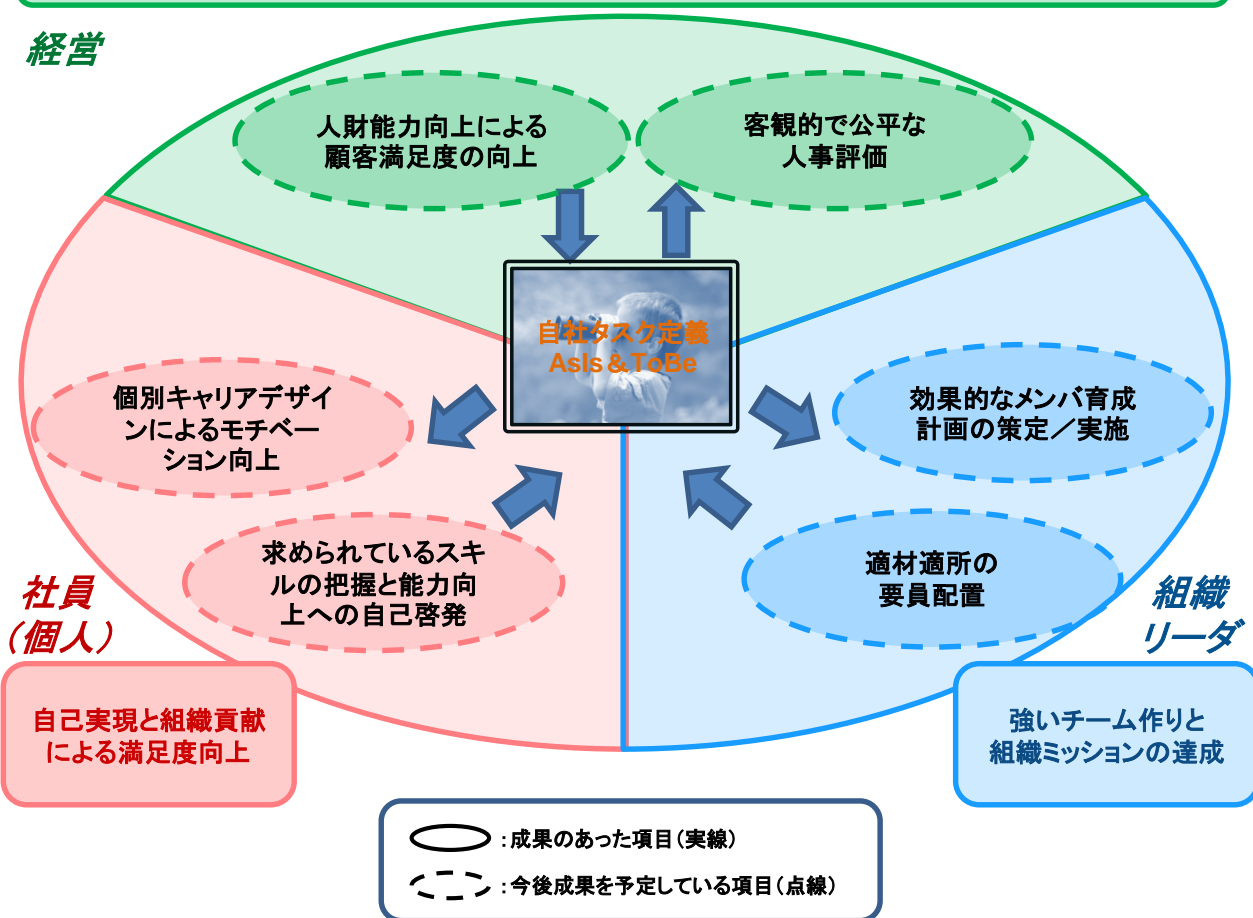 経営
人財能力向上による
顧客満足度の向上
客観的で公平な
人事評価
自社タスク定義
AsIs＆ToBe
個別キャリアデザイ
ンによるモチベー
ション向上
効果的なメンバ育成
計画の策定／実施
求められているスキ
ルの把握と能力向
上への自己啓発
適材適所の
要員配置
社員
（個人）
組織
リーダ
自己実現と組織貢献
による満足度向上
強いチーム作りと
組織ミッションの達成
：成果のあった項目（実線）
：今後成果を予定している項目（点線）